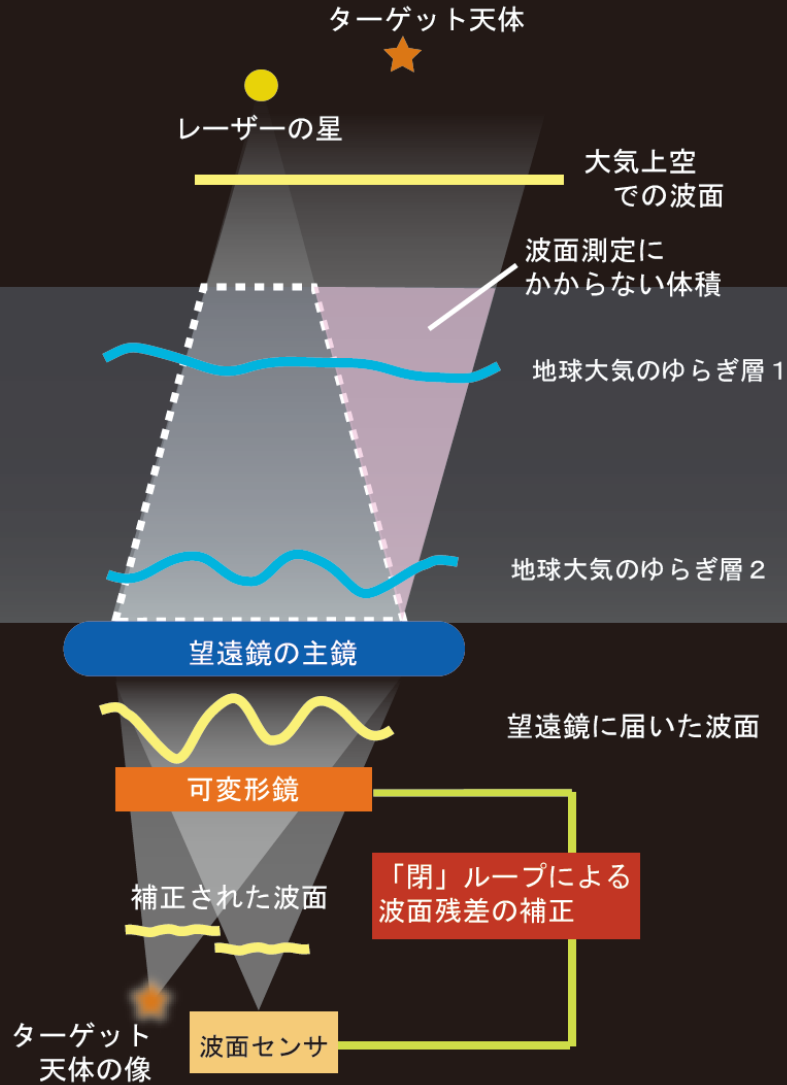 ターゲット天体
レーザーの星
大気上空
での波面
波面測定に
かからない体積
地球大気のゆらぎ層1
地球大気のゆらぎ層2
望遠鏡の主鏡
望遠鏡に届いた波面
可変形鏡
「閉」ループによる
波面残差の補正
補正された波面
ターゲット
天体の像
波面センサ